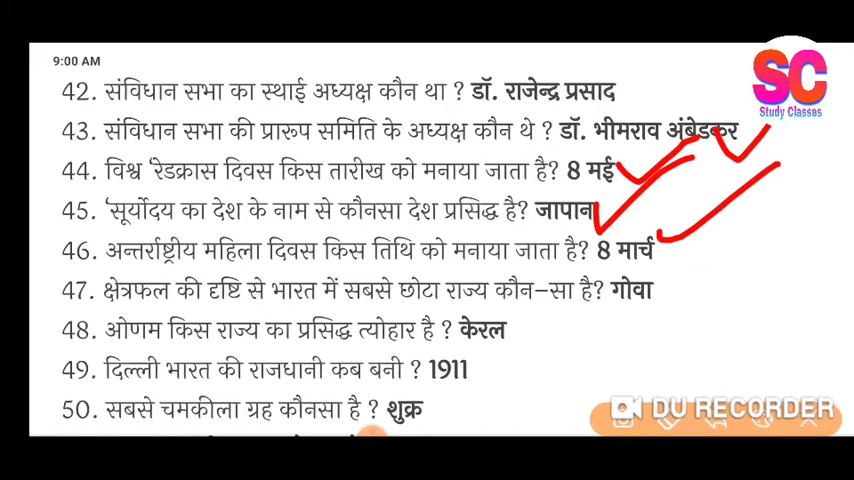 9:00 AM
SC
Study Classes
42. संविधान सभा का स्थाई अध्यक्ष कौन था ? डॉ. राजेन्द्र प्रसाद
43. संविधान सभा की प्रारूप समिति के अध्यक्ष कौन थे ? डॉ. भीमराव अंबेडकर
44. विश्व 'रेडक्रास दिवस किस तारीख को मनाया जाता है? 8 मई
45. 'सूर्योदय का देश के नाम से कौनसा देश प्रसिद्ध है? जापान
46. अन्तर्राष्ट्रीय महिला दिवस किस तिथि को मनाया जाता है? 8 मार्च
47. क्षेत्रफल की दृष्टि से भारत में सबसे छोटा राज्य कौन–सा है? गोवा
48. ओणम किस राज्य का प्रसिद्ध त्योहार है ? केरल
49. दिल्ली भारत की राजधानी कब बनी ? 1911
50. सबसे चमकीला ग्रह कौनसा है ? शुक्र
DU RECORDER